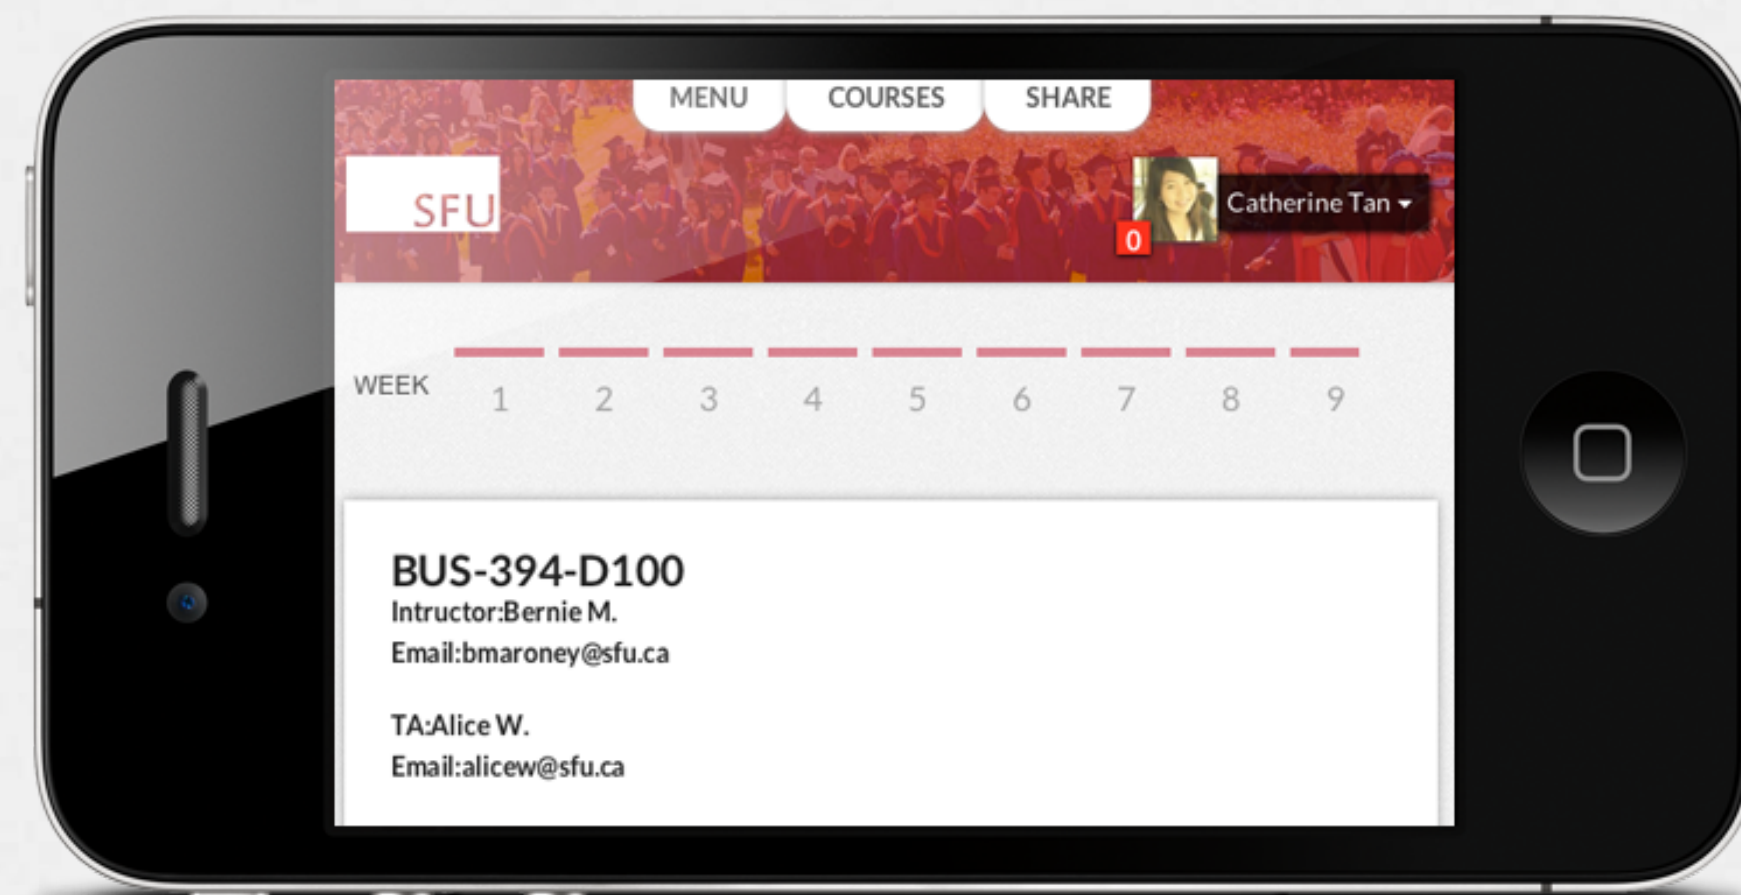 MENU COURSES SHARE
SFU
Catherine Tan
0
WEEK 1 2 3 4 5 6 7 8 9
BUS-394-D100
Intructor:Bernie M.
Email:bmaroney@sfu.ca
TA:Alice W.
Email:alicew@sfu.ca